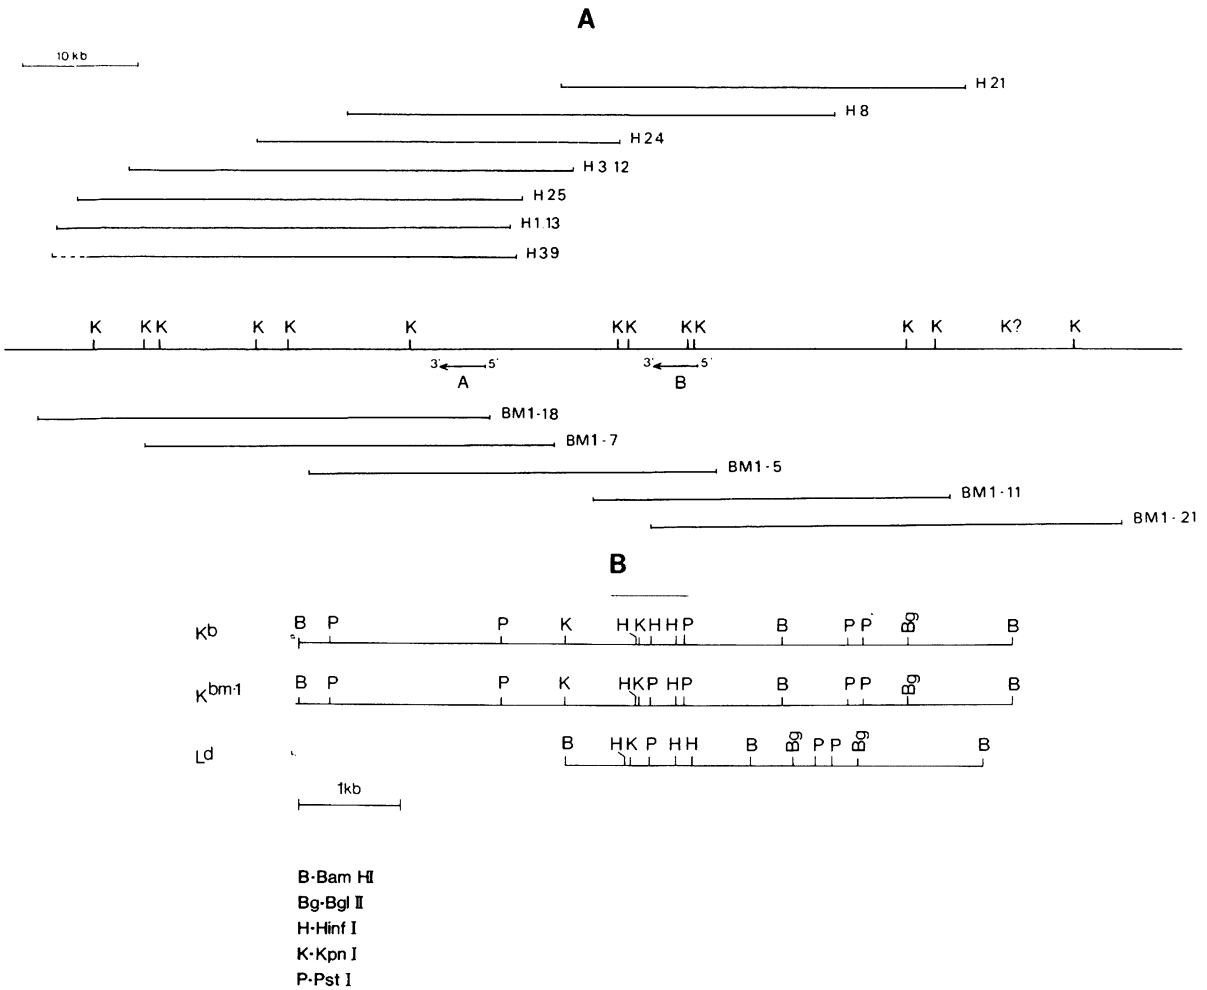 A
10 kb
H 21
H 8
H 24
H 3 12
H 25
H 1.13
H 39
K K K K K K K K K K K K K? K
3' 5' 3' 5'
A B
BM1-18
BM1-7
BM1-5
BM1-11
BM1-21
B
Kb B P P K H K H H P B P P Bg B
Kbm-1 B P P K H K P H P B P P Bg B
Ld B H K P H H B Bg P P Bg B
1kb
B-Bam HI
Bg-Bgl II
H-Hinf I
K-Kpn I
P-Pst I